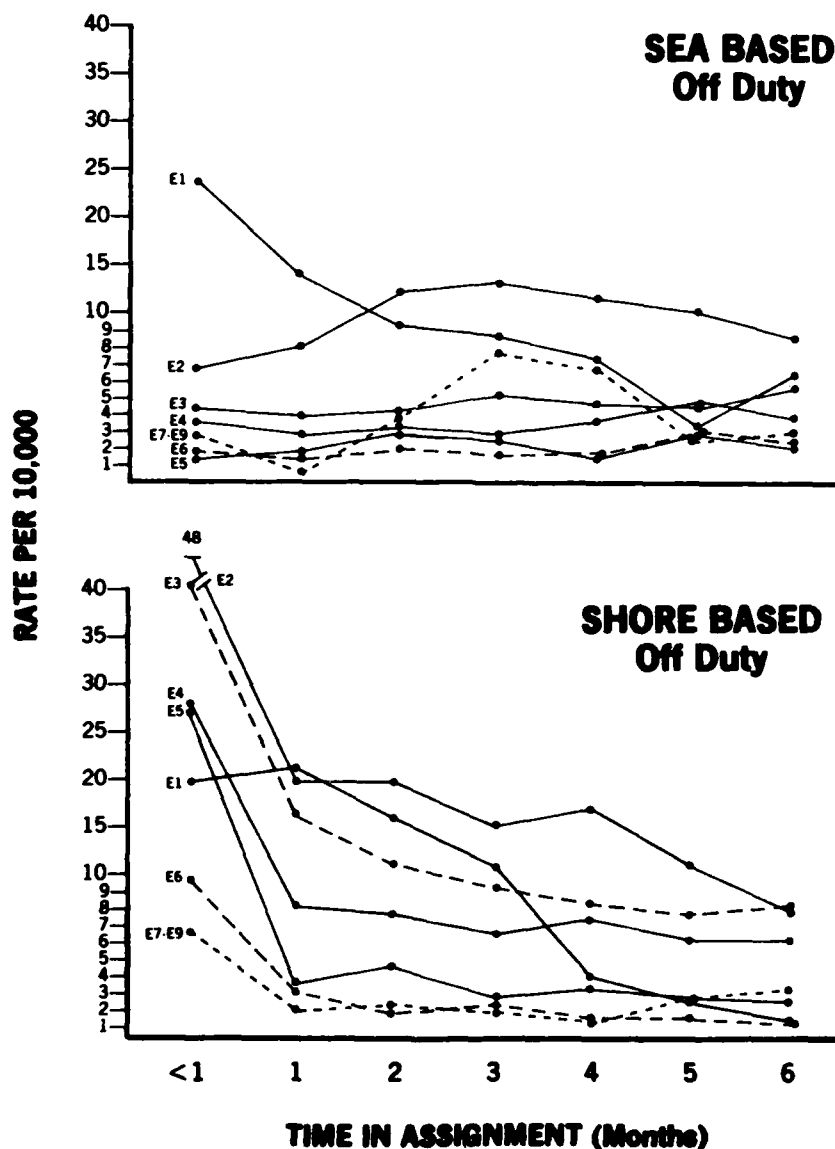 SEA BASED
Off Duty
40
35
30
25
20
15
10
9
8
7
6
5
4
3
2
1
E1
E2
E3
E4
E7-E9
E6
E5
RATE PER 10,000
SHORE BASED
Off Duty
48
40
35
30
25
20
15
10
9
8
7
6
5
4
3
2
1
E3
E2
E4
E5
E1
E6
E7-E9
<1 1 2 3 4 5 6
TIME IN ASSIGNMENT (Months)